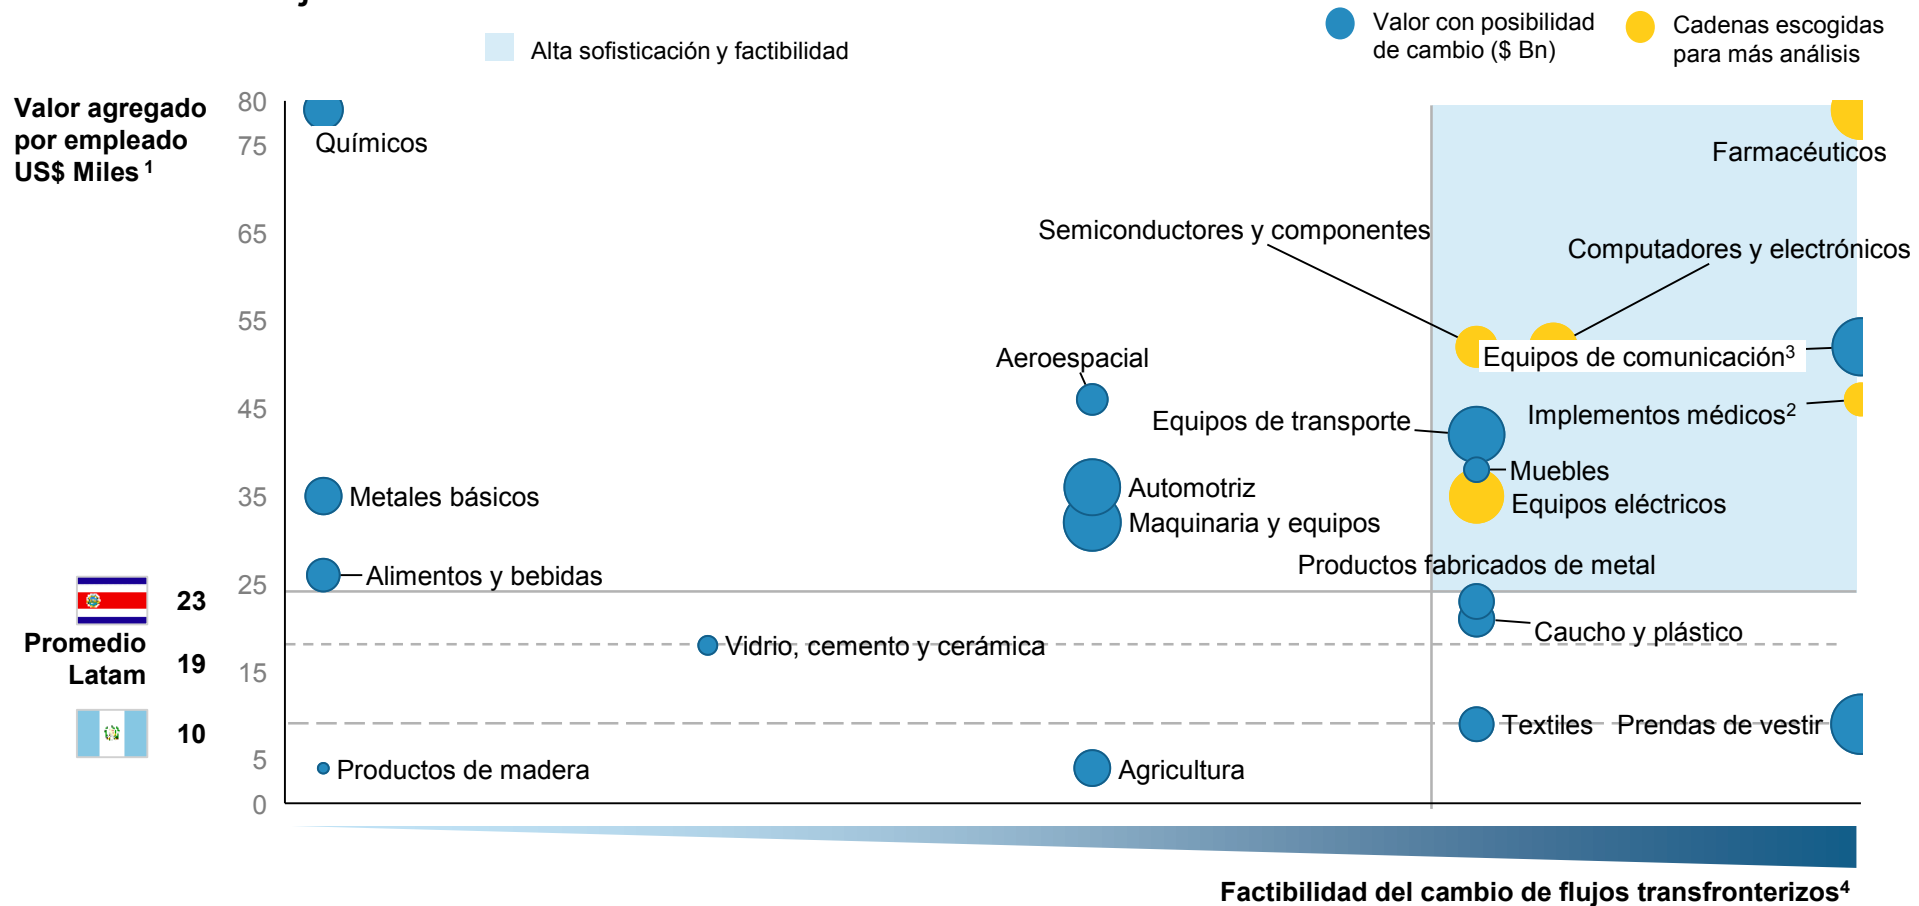 Alta sofisticación y factibilidad
Valor con posibilidad
de cambio ($ Bn)
Cadenas escogidas
para más análisis
Valor agregado
por empleado
US$ Miles 1
80
75
65
55
45
35
25
15
5
0
Químicos
Farmacéuticos
Semiconductores y componentes
Computadores y electrónicos
Aeroespacial
Equipos de comunicación3
Equipos de transporte
Implementos médicos2
Muebles
Metales básicos
Automotriz
Equipos eléctricos
Maquinaria y equipos
Productos fabricados de metal
Alimentos y bebidas
23
Promedio
Latam
19
Vidrio, cemento y cerámica
Caucho y plástico
10
Textiles
Prendas de vestir
Productos de madera
Agricultura
Factibilidad del cambio de flujos transfronterizos4